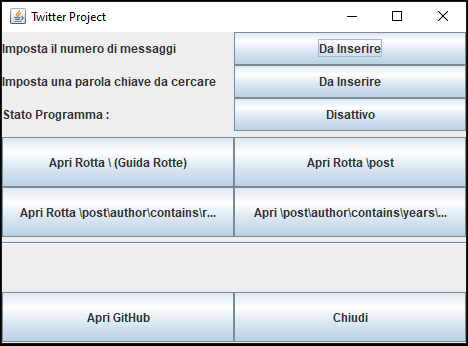 Twitter Project
Imposta il numero di messaggi
Da Inserire
Imposta una parola chiave da cercare
Da Inserire
Stato Programma :
Disattivo
Apri Rotta \ (Guida Rotte)
Apri Rotta \post
Apri Rotta \post\author\contains\r...
Apri \post\author\contains\years\...
Apri GitHub
Chiudi